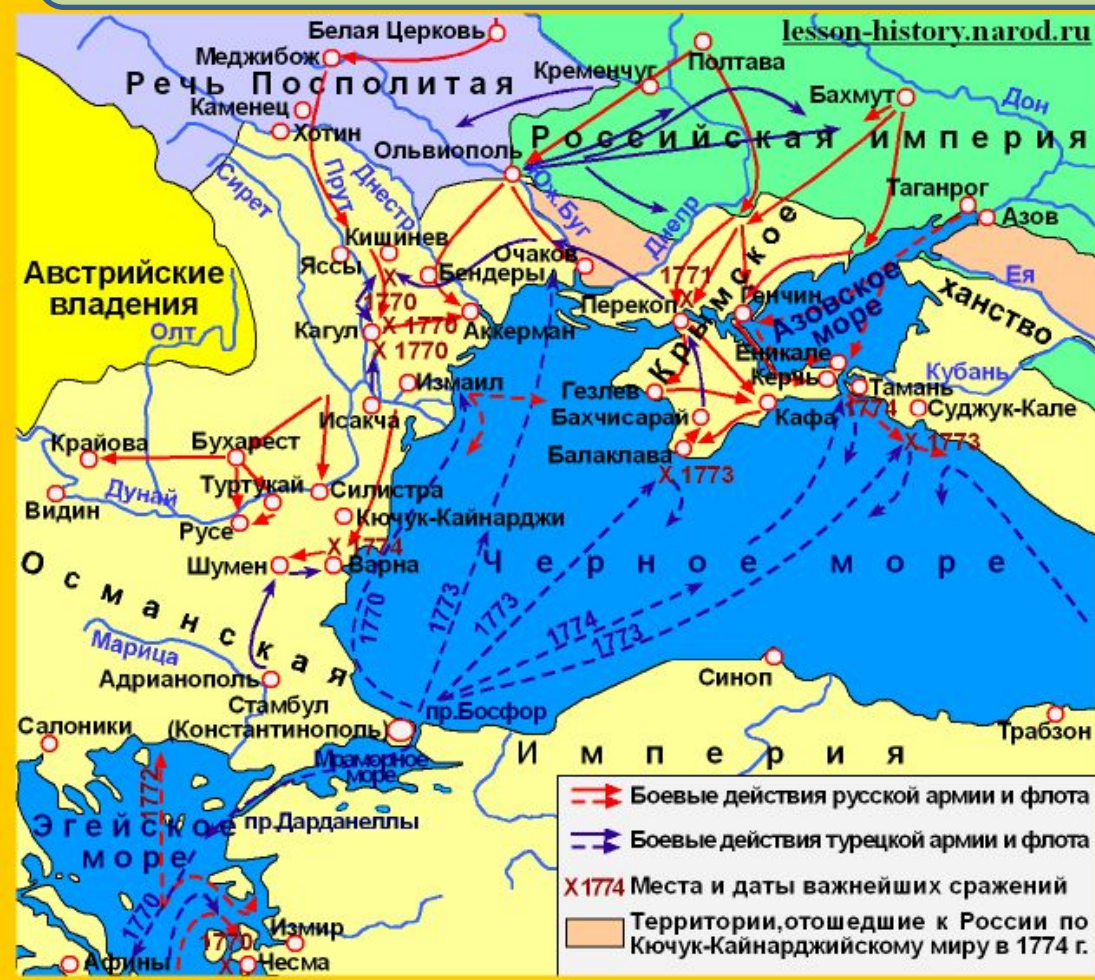 lesson-history.narod.ru
Белая Церковь
Меджибож
Речь Посполитая
Каменец
Хотин
Кременчуг
Полтава
Бахмут
Дон
Российская империя
Ольвиополь
Юж.Буг
Днепр
Таганрог
Азов
Ея
Сирет
Прут
Днестр
Кишинев
Яссы
Бендеры
Очаков
Австрийские
владения
Олт
X
1770
Кагул
X 1770
X 1770
Аккерман
1771
X
Перекоп
Генчин
Азовское
море
Крымское
ханство
Еникале
Керчь
Кубань
Тамань
Суджук-Кале
1774
X 1773
Измаил
Исакча
Гезлев
Бахчисарай
Кафа
Балаклава
X 1773
Крайова
Бухарест
Дунай
Туртукай
Силистра
Видин
Русе
Кючук-Кайнарджи
X 1774
Шумен
Варна
Черное море
Османская
Империя
1770
1773
1773
1774
1773
Марица
Адрианополь
Стамбул
(Константинополь)
пр.Босфор
Синоп
Трабзон
Салоники
Мраморное
море
пр.Дарданеллы
1772
Эгейское
море
1770
1770
X
Измир
Афины
Чесма
Боевые действия русской армии и флота
Боевые действия турецкой армии и флота
X1774 Места и даты важнейших сражений
Территории,отошедшие к России по
Кючук-Кайнарджийскому миру в 1774 г.